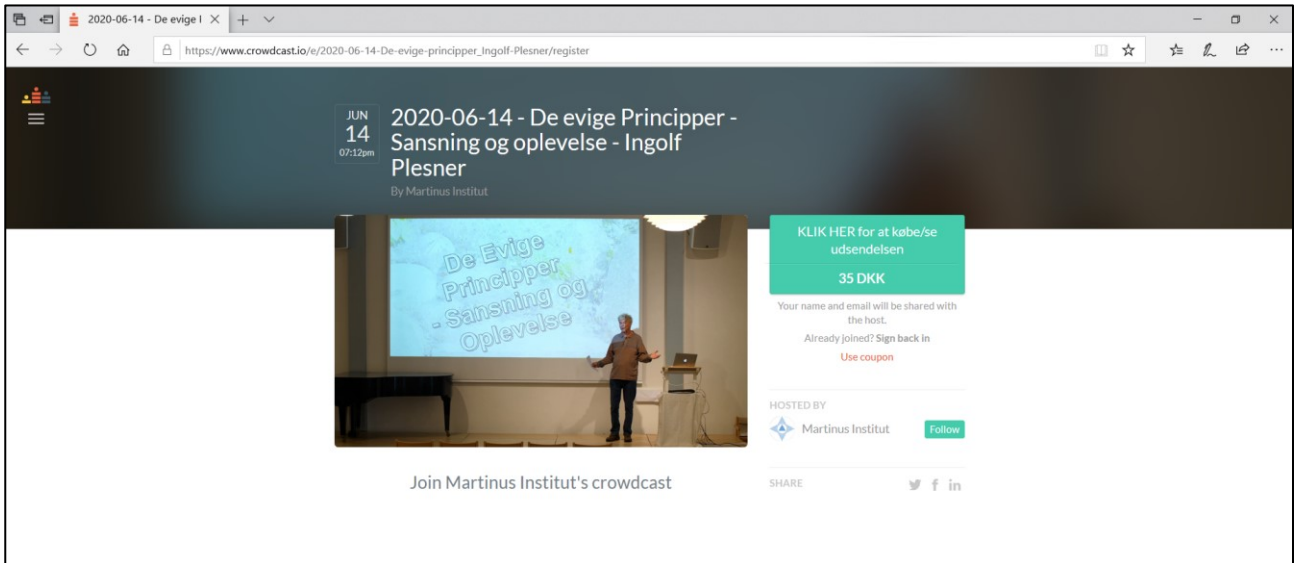 2020-06-14 - De evige I
https://www.crowdcast.io/e/2020-06-14-De-evige-principper_Ingolf-Plesner/register
JUN
14
07:12pm
2020-06-14 - De evige Principper -
Sansning og oplevelse - Ingolf
Plesner
By Martinus Institut
De Evige
Principper
- Sansning og
Oplevelse
KLIK HER for at købe/se
udsendelsen
35 DKK
Your name and email will be shared with
the host.
Already joined? Sign back in
Use coupon
HOSTED BY
Martinus Institut
Follow
Join Martinus Institut's crowdcast
SHARE